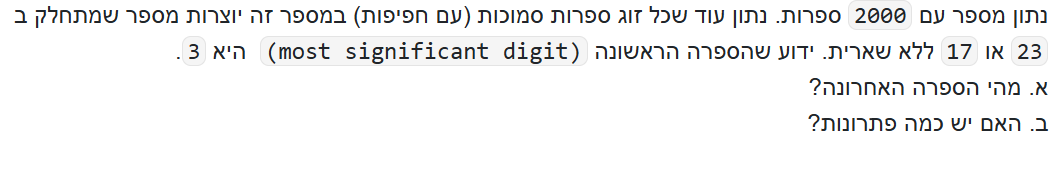 נתון מספר עם 2000 ספרות. נתון עוד שכל זוג ספרות סמוכות (עם חפיפות) במספר זה יוצרות מספר שמתחלק ב
23 או 17 ללא שארית. ידוע שהספרה הראשונה (most significant digit) היא 3.
א. מהי הספרה האחרונה?
ב. האם יש כמה פתרונות?